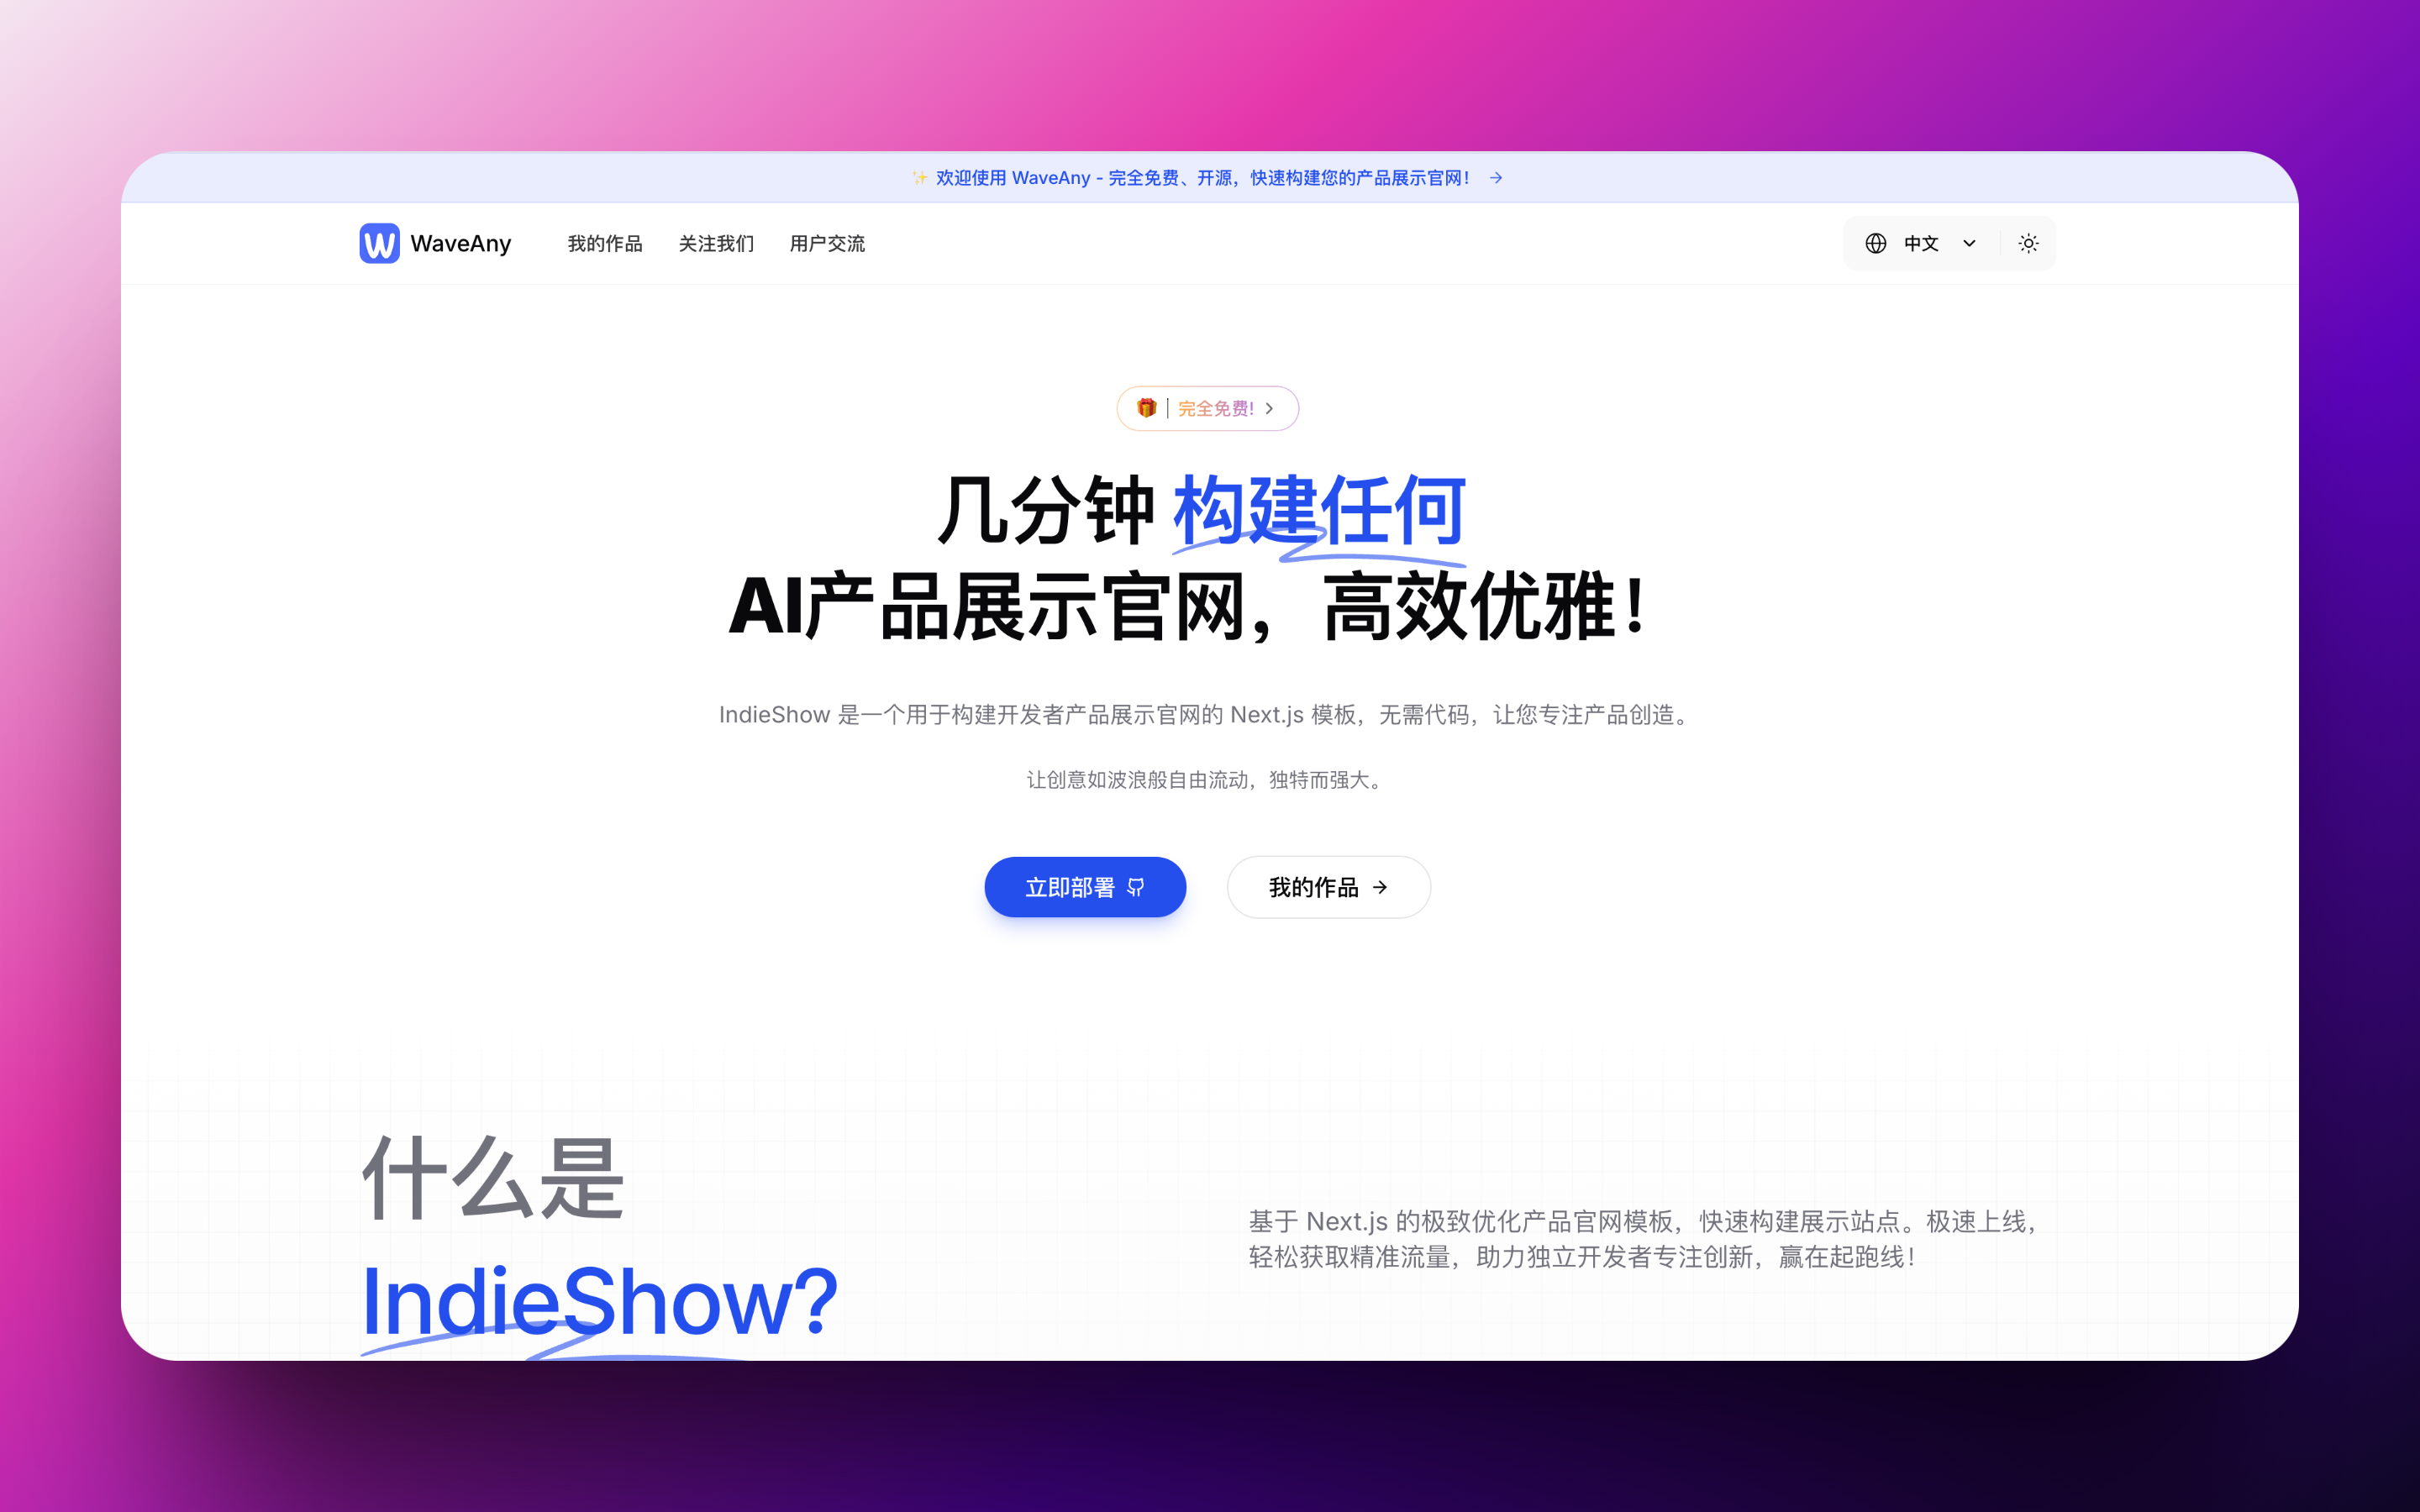 ✨ 欢迎使用 WaveAny - 完全免费、开源，快速构建您的产品展示官网！ →
W WaveAny 我的作品 关注我们 用户交流 中文
🎁 | 完全免费! >
几分钟 构建任何
AI产品展示官网，高效优雅！
IndieShow 是一个用于构建开发者产品展示官网的 Next.js 模板，无需代码，让您专注产品创造。
让创意如波浪般自由流动，独特而强大。
立即部署 我的作品 →
什么是
IndieShow?
基于 Next.js 的极致优化产品官网模板，快速构建展示站点。极速上线，
轻松获取精准流量，助力独立开发者专注创新，赢在起跑线！